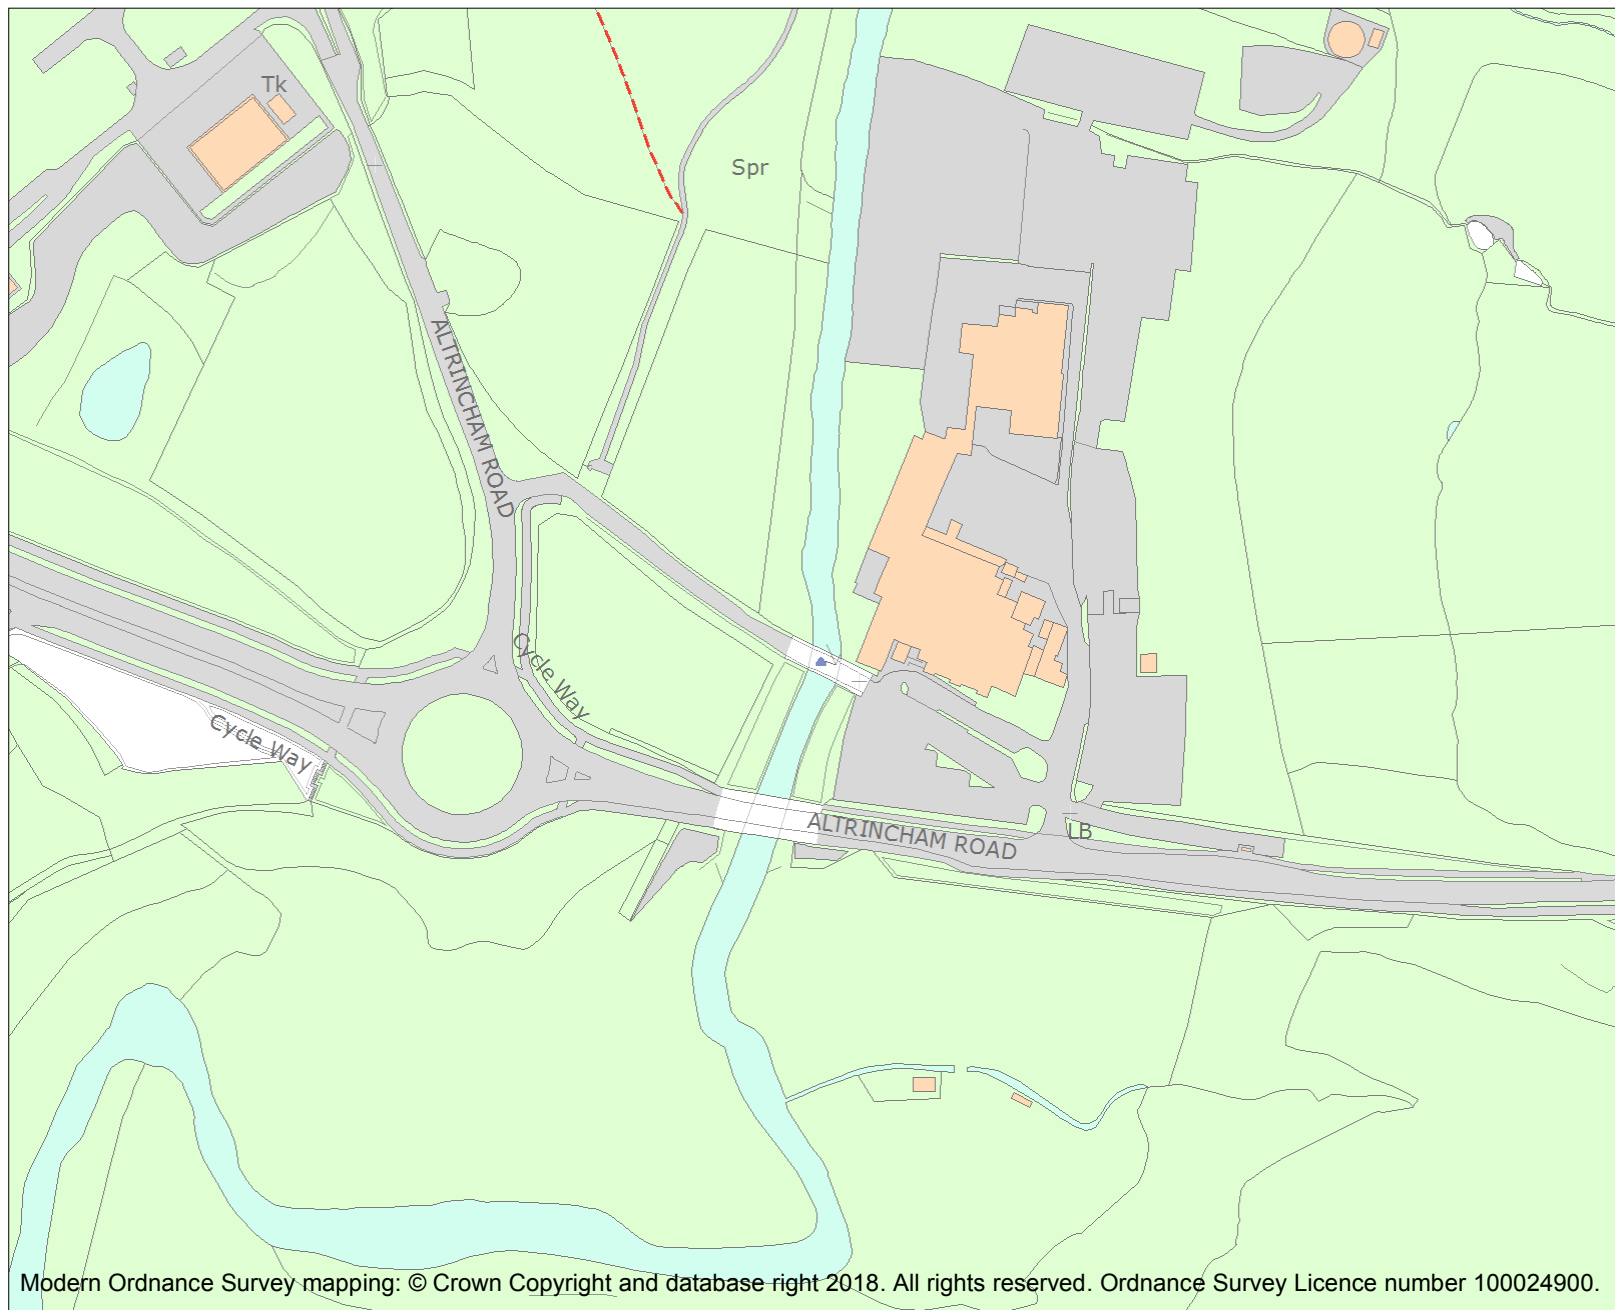 Tk
Spr
ALTRINCHAM ROAD
Cycle Way
Cycle Way
ALTRINCHAM ROAD
LB
Modern Ordnance Survey mapping: © Crown Copyright and database right 2018. All rights reserved. Ordnance Survey Licence number 100024900.